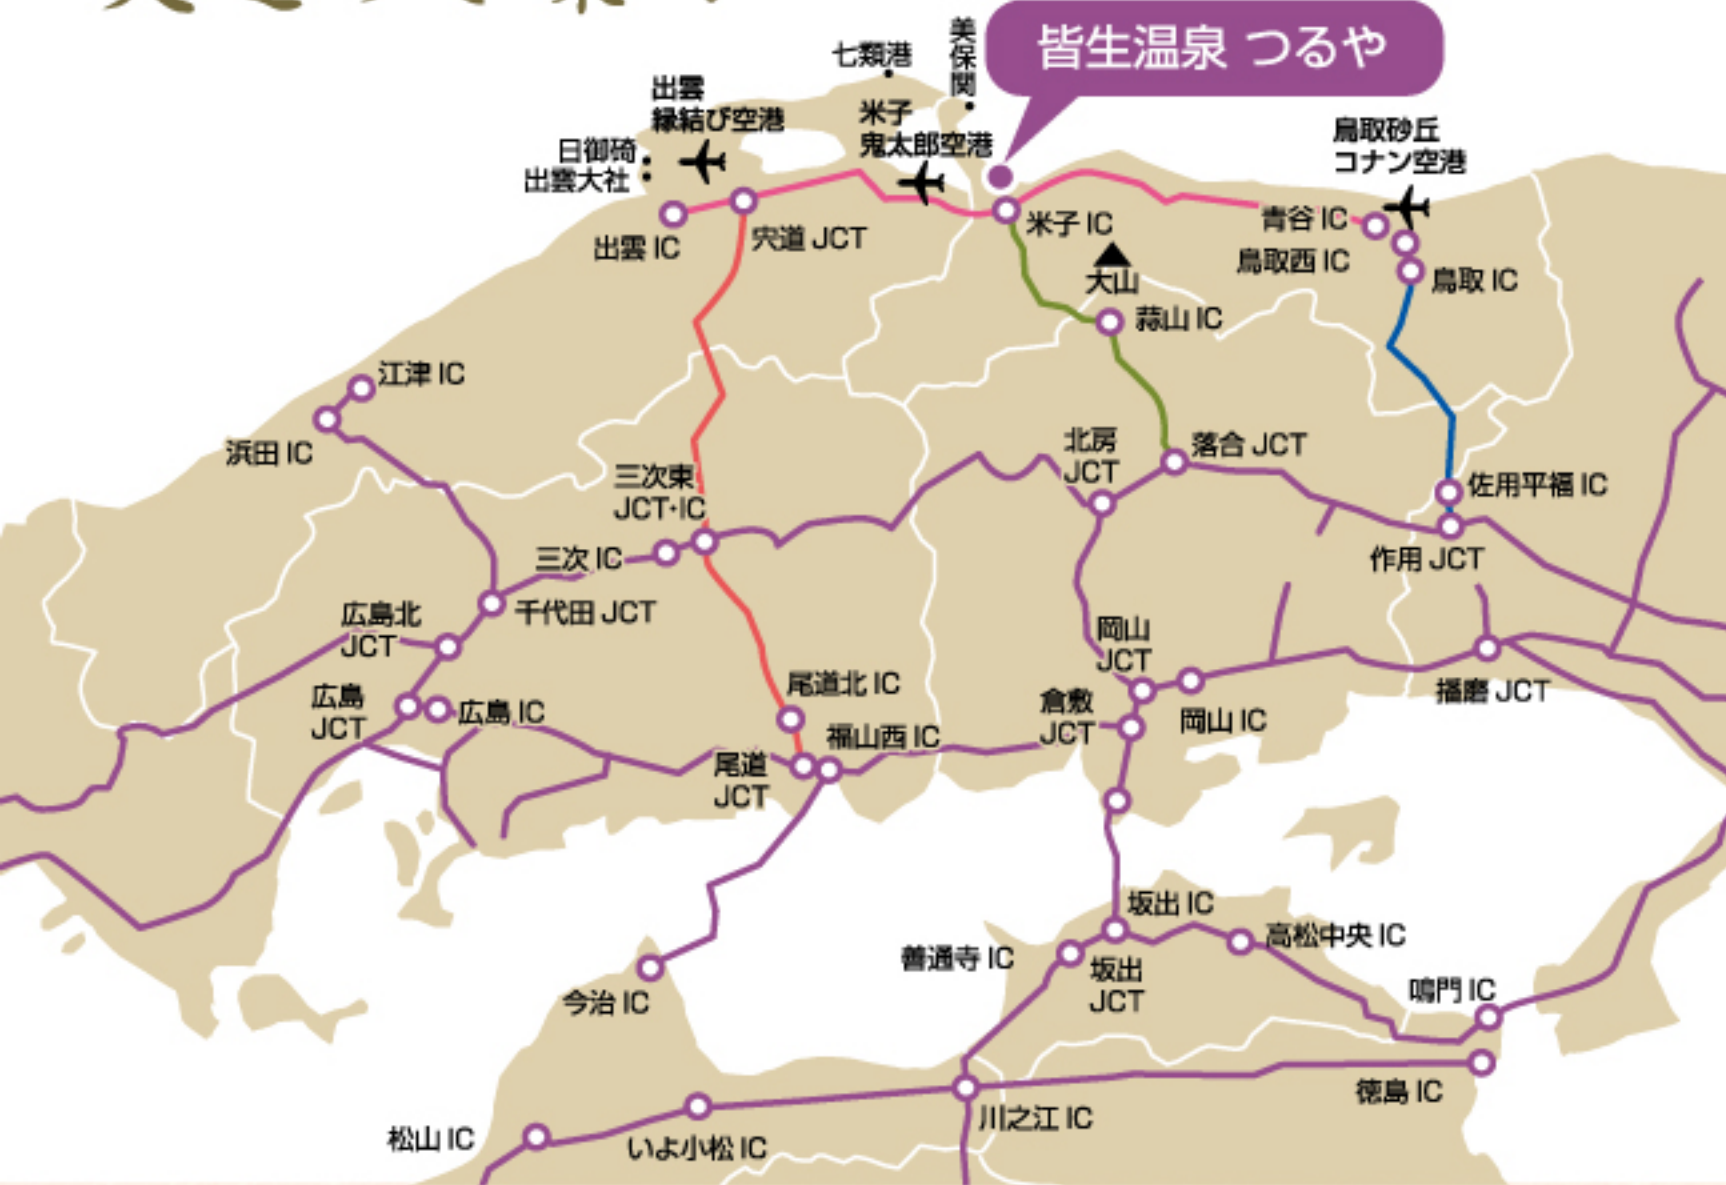 皆生温泉 つるや
美保関
七類港
出雲
縁結び空港
米子
鬼太郎空港
鳥取砂丘
コナン空港
日御碕
出雲大社
出雲 IC
宍道 JCT
米子 IC
青谷 IC
鳥取西 IC
鳥取 IC
大山
蒜山 IC
江津 IC
浜田 IC
北房
JCT
落合 JCT
三次東
JCT・IC
佐用平福 IC
三次 IC
作用 JCT
千代田 JCT
広島北
JCT
岡山
JCT
広島
JCT
広島 IC
尾道北 IC
倉敷
JCT
岡山 IC
播磨 JCT
福山西 IC
尾道
JCT
坂出 IC
善通寺 IC
高松中央 IC
坂出
JCT
今治 IC
鳴門 IC
徳島 IC
川之江 IC
松山 IC
いよ小松 IC